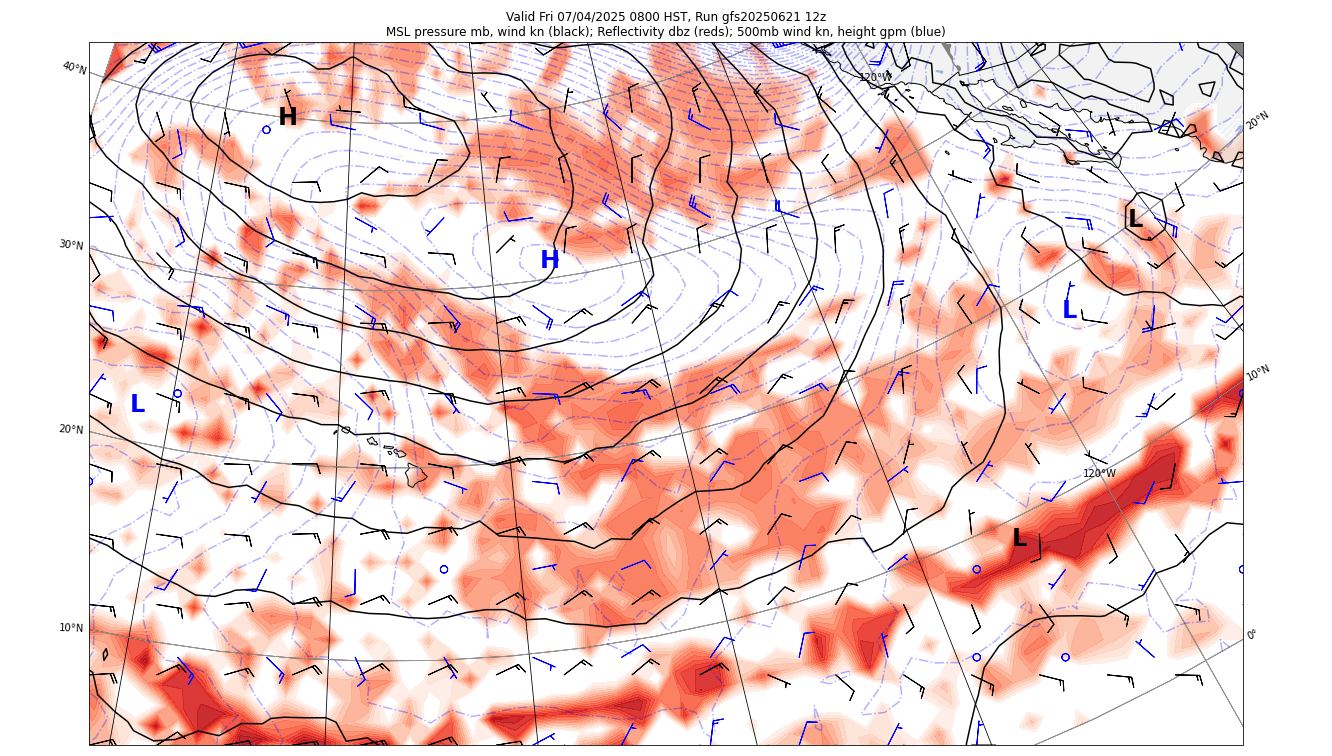 Valid Fri 07/04/2025 0800 HST, Run gfs20250621 12z
MSL pressure mb, wind kn (black); Reflectivity dbz (reds); 500mb wind kn, height gpm (blue)
40°N
120°W
20°N
H
L
30°N
H
L
10°N
L
20°N
120°W
L
10°N
0°